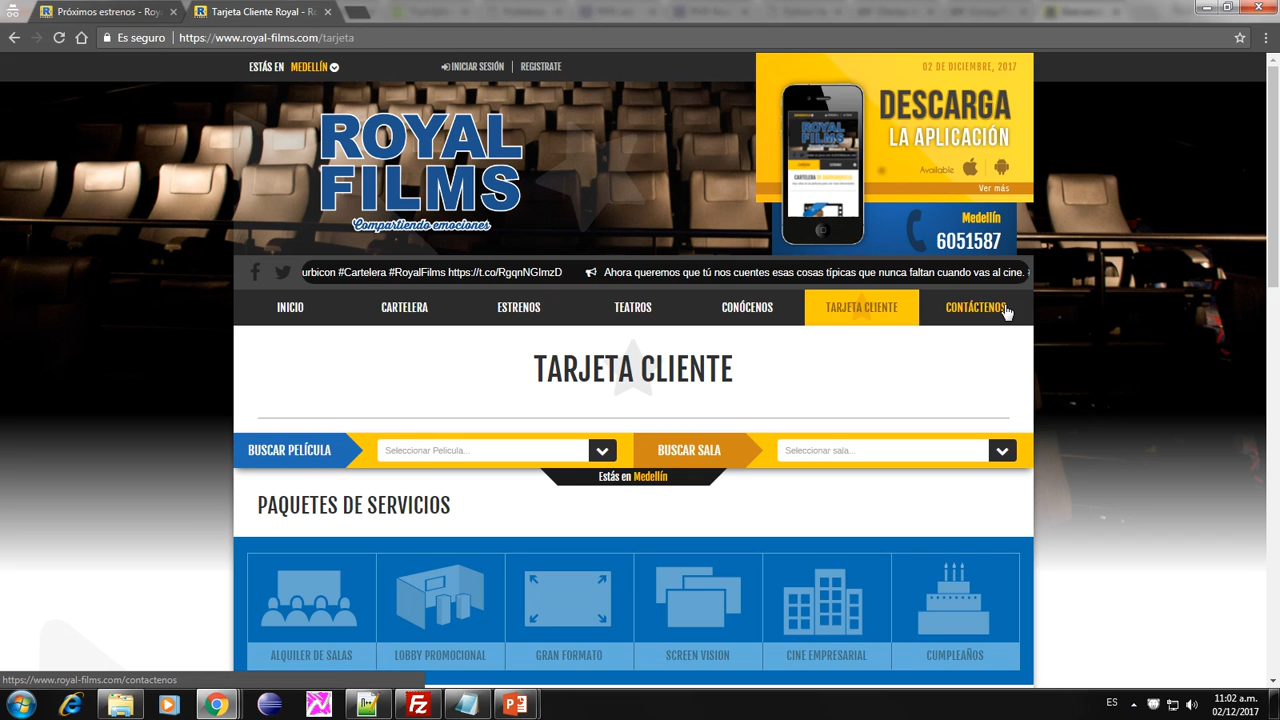 Próximos estrenos - Roy
Tarjeta Cliente Royal - Ro
Es seguro
https://www.royal-films.com/tarjeta
ESTÁS EN MEDELLÍN
INICIAR SESIÓN
REGISTRATE
02 DE DICIEMBRE, 2017
DESCARGA
LA APLICACIÓN
Available
Ver más
Medellín
6051587
ROYAL
FILMS
Compartiendo emociones
urbicon #Cartelera #RoyalFilms https://t.co/RgqnNGImzD
Ahora queremos que tú nos cuentes esas cosas típicas que nunca faltan cuando vas al cine. #
INICIO
CARTELERA
ESTRENOS
TEATROS
CONÓCENOS
TARJETA CLIENTE
CONTÁCTENOS
TARJETA CLIENTE
BUSCAR PELÍCULA
Seleccionar Pelicula...
BUSCAR SALA
Seleccionar sala...
Estás en Medellín
PAQUETES DE SERVICIOS
ALQUILER DE SALAS
LOBBY PROMOCIONAL
GRAN FORMATO
SCREEN VISION
CINE EMPRESARIAL
CUMPLEAÑOS
https://www.royal-films.com/contactenos
ES
11:02 a.m.
02/12/2017